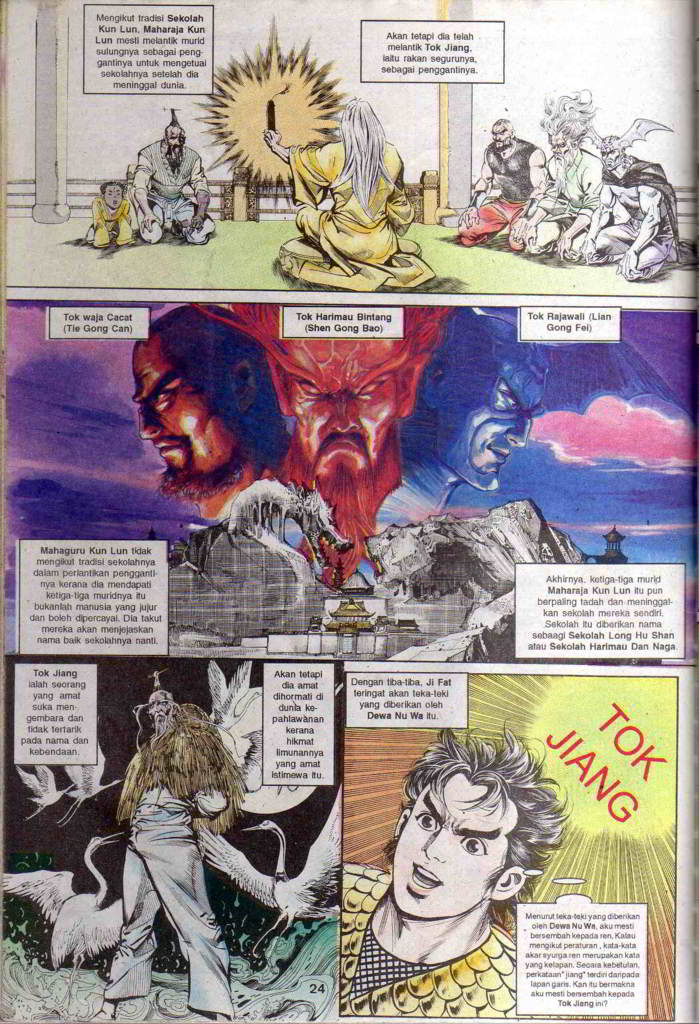 Mengikut tradisi Sekolah
Kun Lun, Maharaja Kun
Lun mesti melantik murid
sulungnya sebagai peng-
gantinya untuk mengetuai
sekolahnya setelah dia
meninggal dunia.
Akan tetapi dia telah
melantik Tok Jiang,
iaitu rakan segurunya,
sebagai penggantinya.
Tok waja Cacat
(Tie Gong Can)
Tok Harimau Bintang
(Shen Gong Bao)
Tok Rajawali (Lian
Gong Fei)
Mahaguru Kun Lun tidak
mengikut tradisi sekolahnya
dalam perlantikan pengganti-
nya kerana dia mendapati
ketiga-tiga muridnya itu
bukanlah manusia yang jujur
dan boleh dipercayai. Dia takut
mereka akan menjejaskan
nama baik sekolahnya nanti.
Akhirnya, ketiga-tiga murid
Maharaja Kun Lun itu pun
berpaling tadah dan meningga-
kan sekolah mereka sendiri.
Sekolah itu diberikan nama
sebaagi Sekolah Long Hu Shan
atau Sekolah Harimau Dan Naga.
Tok Jiang
ialah seorang
yang amat
suka men-
gembara dan
tidak tertarik
pada nama dan
kebendaan.
Akan tetapi
dia amat
dihormati di
dunia ke-
pahlawanan
kerana
hikmat
limunannya
yang amat
istimewa itu.
Dengan tiba-tiba, Ji Fat
teringat akan teka-teki
yang diberikan oleh
Dewa Nu Wa itu.
TOK
JIANG
Menurut teka-teki yang diberikan
oleh Dewa Nu Wa, aku mesti
bersembah kepada ren. Kalau
mengikut peraturan , kata-kata
akar syurga ren merupakan kata
yang kelapan. Secara kebetulan,
perkataan "jiang" terdiri daripada
lapan garis. Kan itu bermakna
aku mesti bersembah kepada
Tok Jiang ini?
24